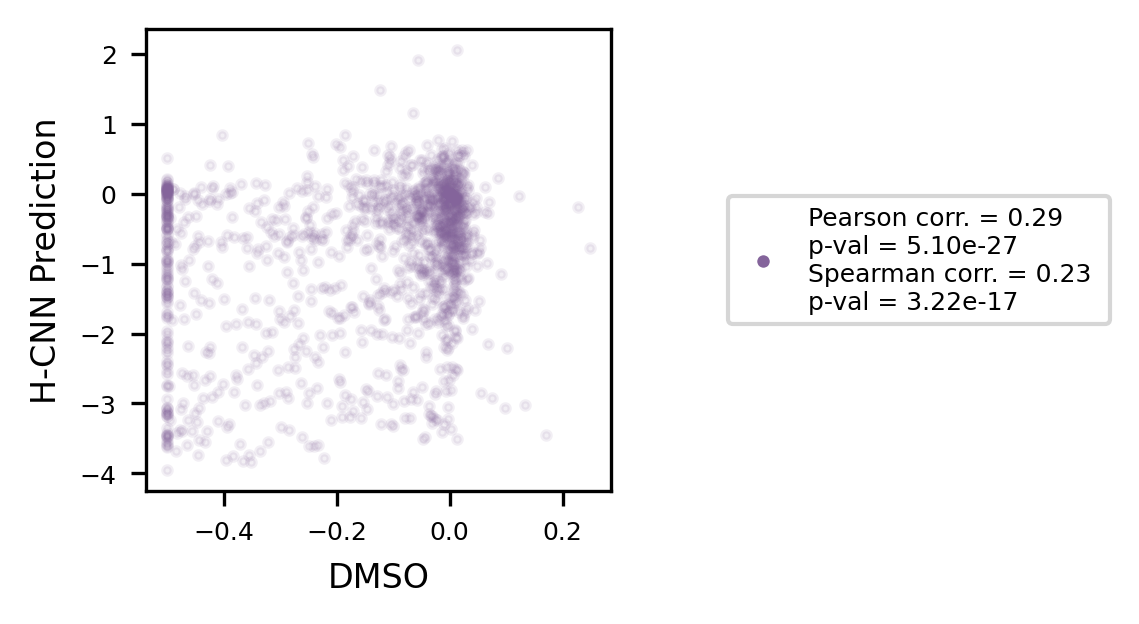 H-CNN Prediction
2
1
0
−1
−2
−3
−4
−0.4
−0.2
0.0
0.2
DMSO
Pearson corr. = 0.29
p-val = 5.10e-27
Spearman corr. = 0.23
p-val = 3.22e-17